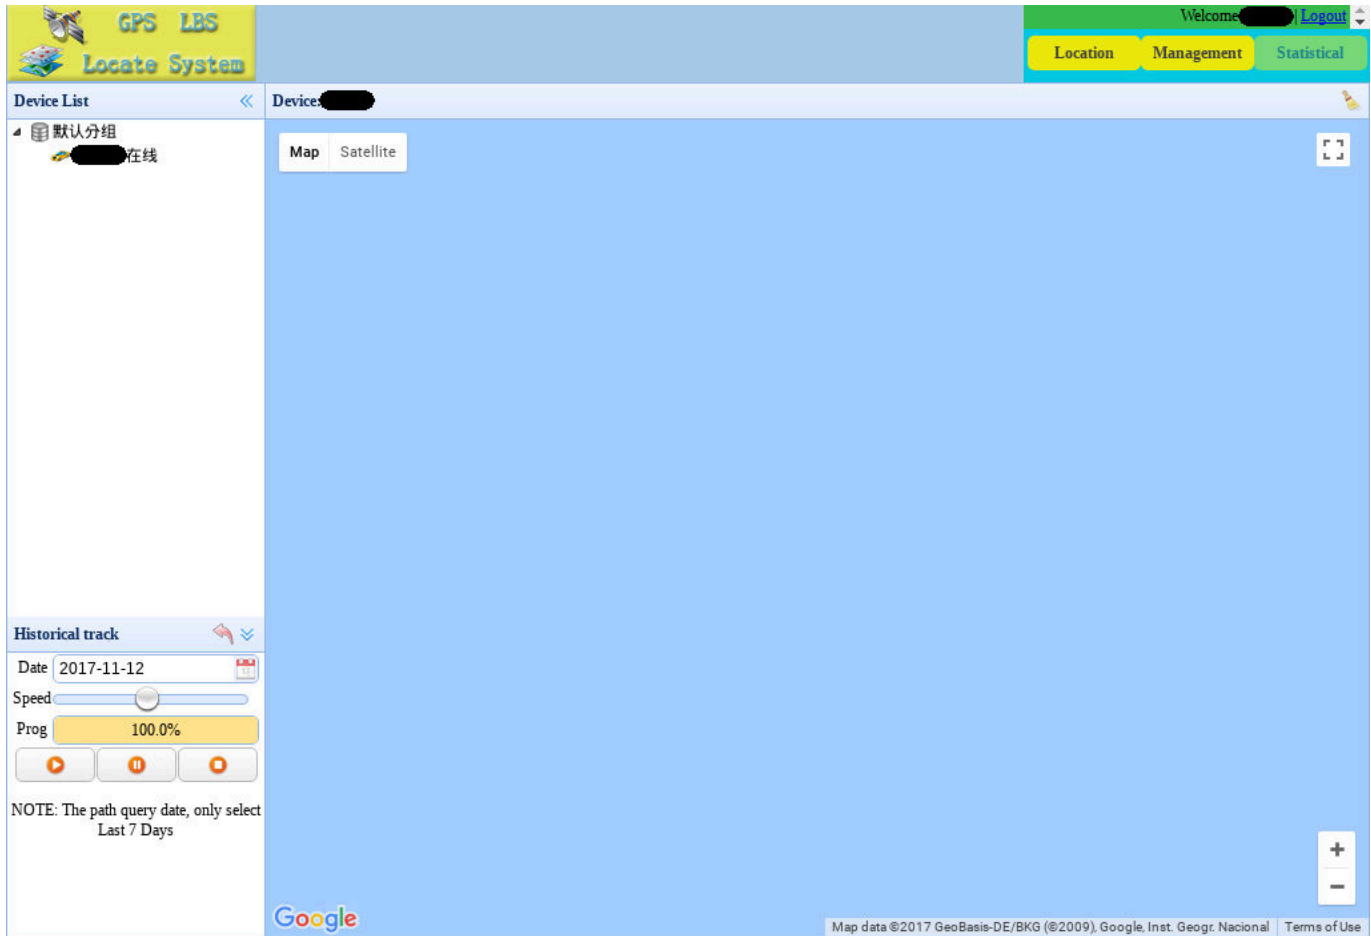 GPS LBS
Locate System
Welcome | Logout
Location Management Statistical
Device List
Device:
默认分组
在线
Map Satellite
Historical track
Date 2017-11-12
Speed
Prog 100.0%
NOTE: The path query date, only select
Last 7 Days
Google
Map data ©2017 GeoBasis-DE/BKG (©2009), Google, Inst. Geogr. Nacional Terms of Use